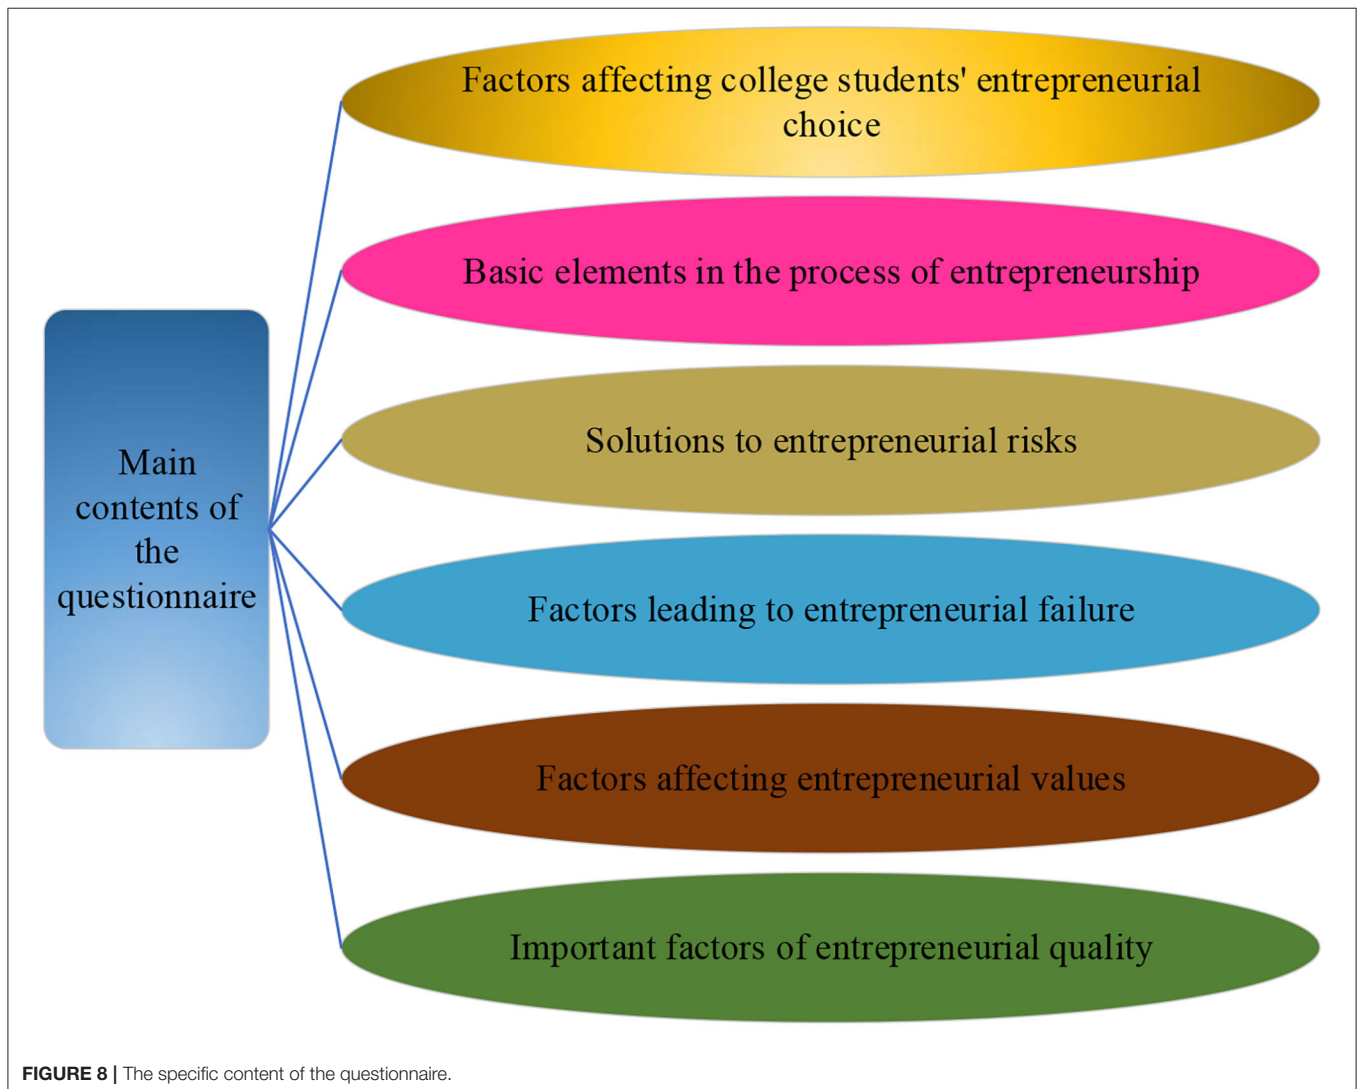 Factors affecting college students' entrepreneurial
choice
Basic elements in the process of entrepreneurship
Solutions to entrepreneurial risks
Main
contents of
the
questionnaire
Factors leading to entrepreneurial failure
Factors affecting entrepreneurial values
Important factors of entrepreneurial quality
FIGURE 8 | The specific content of the questionnaire.